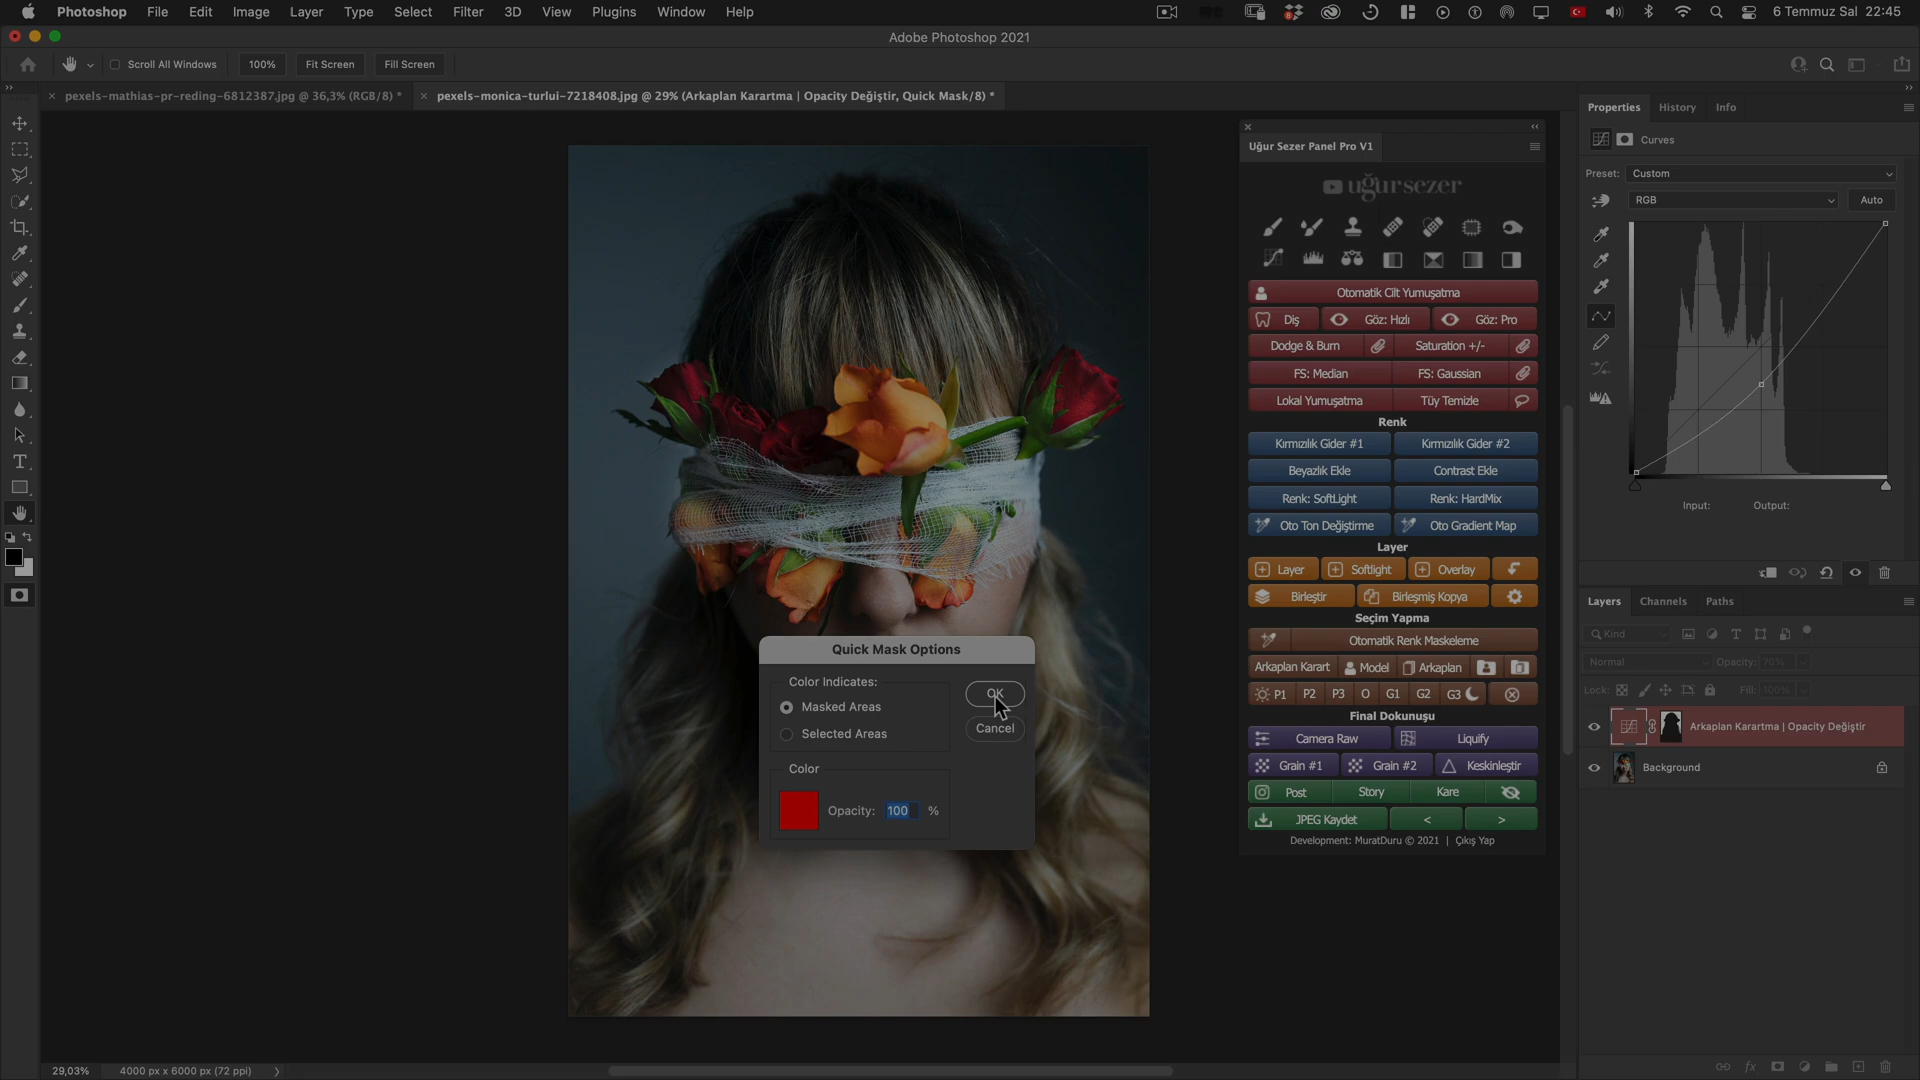 Photoshop File Edit Image Layer Type Select Filter 3D View Plugins Window Help 6 Temmuz Sal 22:45
Adobe Photoshop 2021
Scroll All Windows 100% Fit Screen Fill Screen
pexels-mathias-pr-reding-6812387.jpg @ 36,3% (RGB/8) * pexels-monica-turlui-7218408.jpg @ 29% (Arkaplan Karartma | Opacity Değiştir, Quick Mask/8) *
Uğur Sezer Panel Pro V1
uğursezer
Otomatik Cilt Yumuşatma
Diş Göz: Hızlı Göz: Pro
Dodge & Burn Saturation +/-
FS: Median FS: Gaussian
Lokal Yumuşatma Tüy Temizle
Renk
Kırmızılık Gider #1 Kırmızılık Gider #2
Beyazlık Ekle Contrast Ekle
Renk: SoftLight Renk: HardMix
Oto Ton Değiştirme Oto Gradient Map
Layer
Layer Softlight Overlay
Birleştir Birleşmiş Kopya
Seçim Yapma
Otomatik Renk Maskeleme
Arkaplan Karart Model Arkaplan
P1 P2 P3 O G1 G2 G3
Final Dokunuşu
Camera Raw Liquify
Grain #1 Grain #2 Keskinleştir
Post Story Kare
JPEG Kaydet < >
Development: MuratDuru © 2021 | Çıkış Yap
Quick Mask Options
Color Indicates:
Masked Areas
Selected Areas
OK
Cancel
Color
Opacity: 100 %
Properties History Info
Curves
Preset: Custom
RGB Auto
Input: Output:
Layers Channels Paths
Kind
Normal Opacity: 70%
Lock: Fill: 100%
Arkaplan Karartma | Opacity Değiştir
Background
29,03% 4000 px x 6000 px (72 ppi)